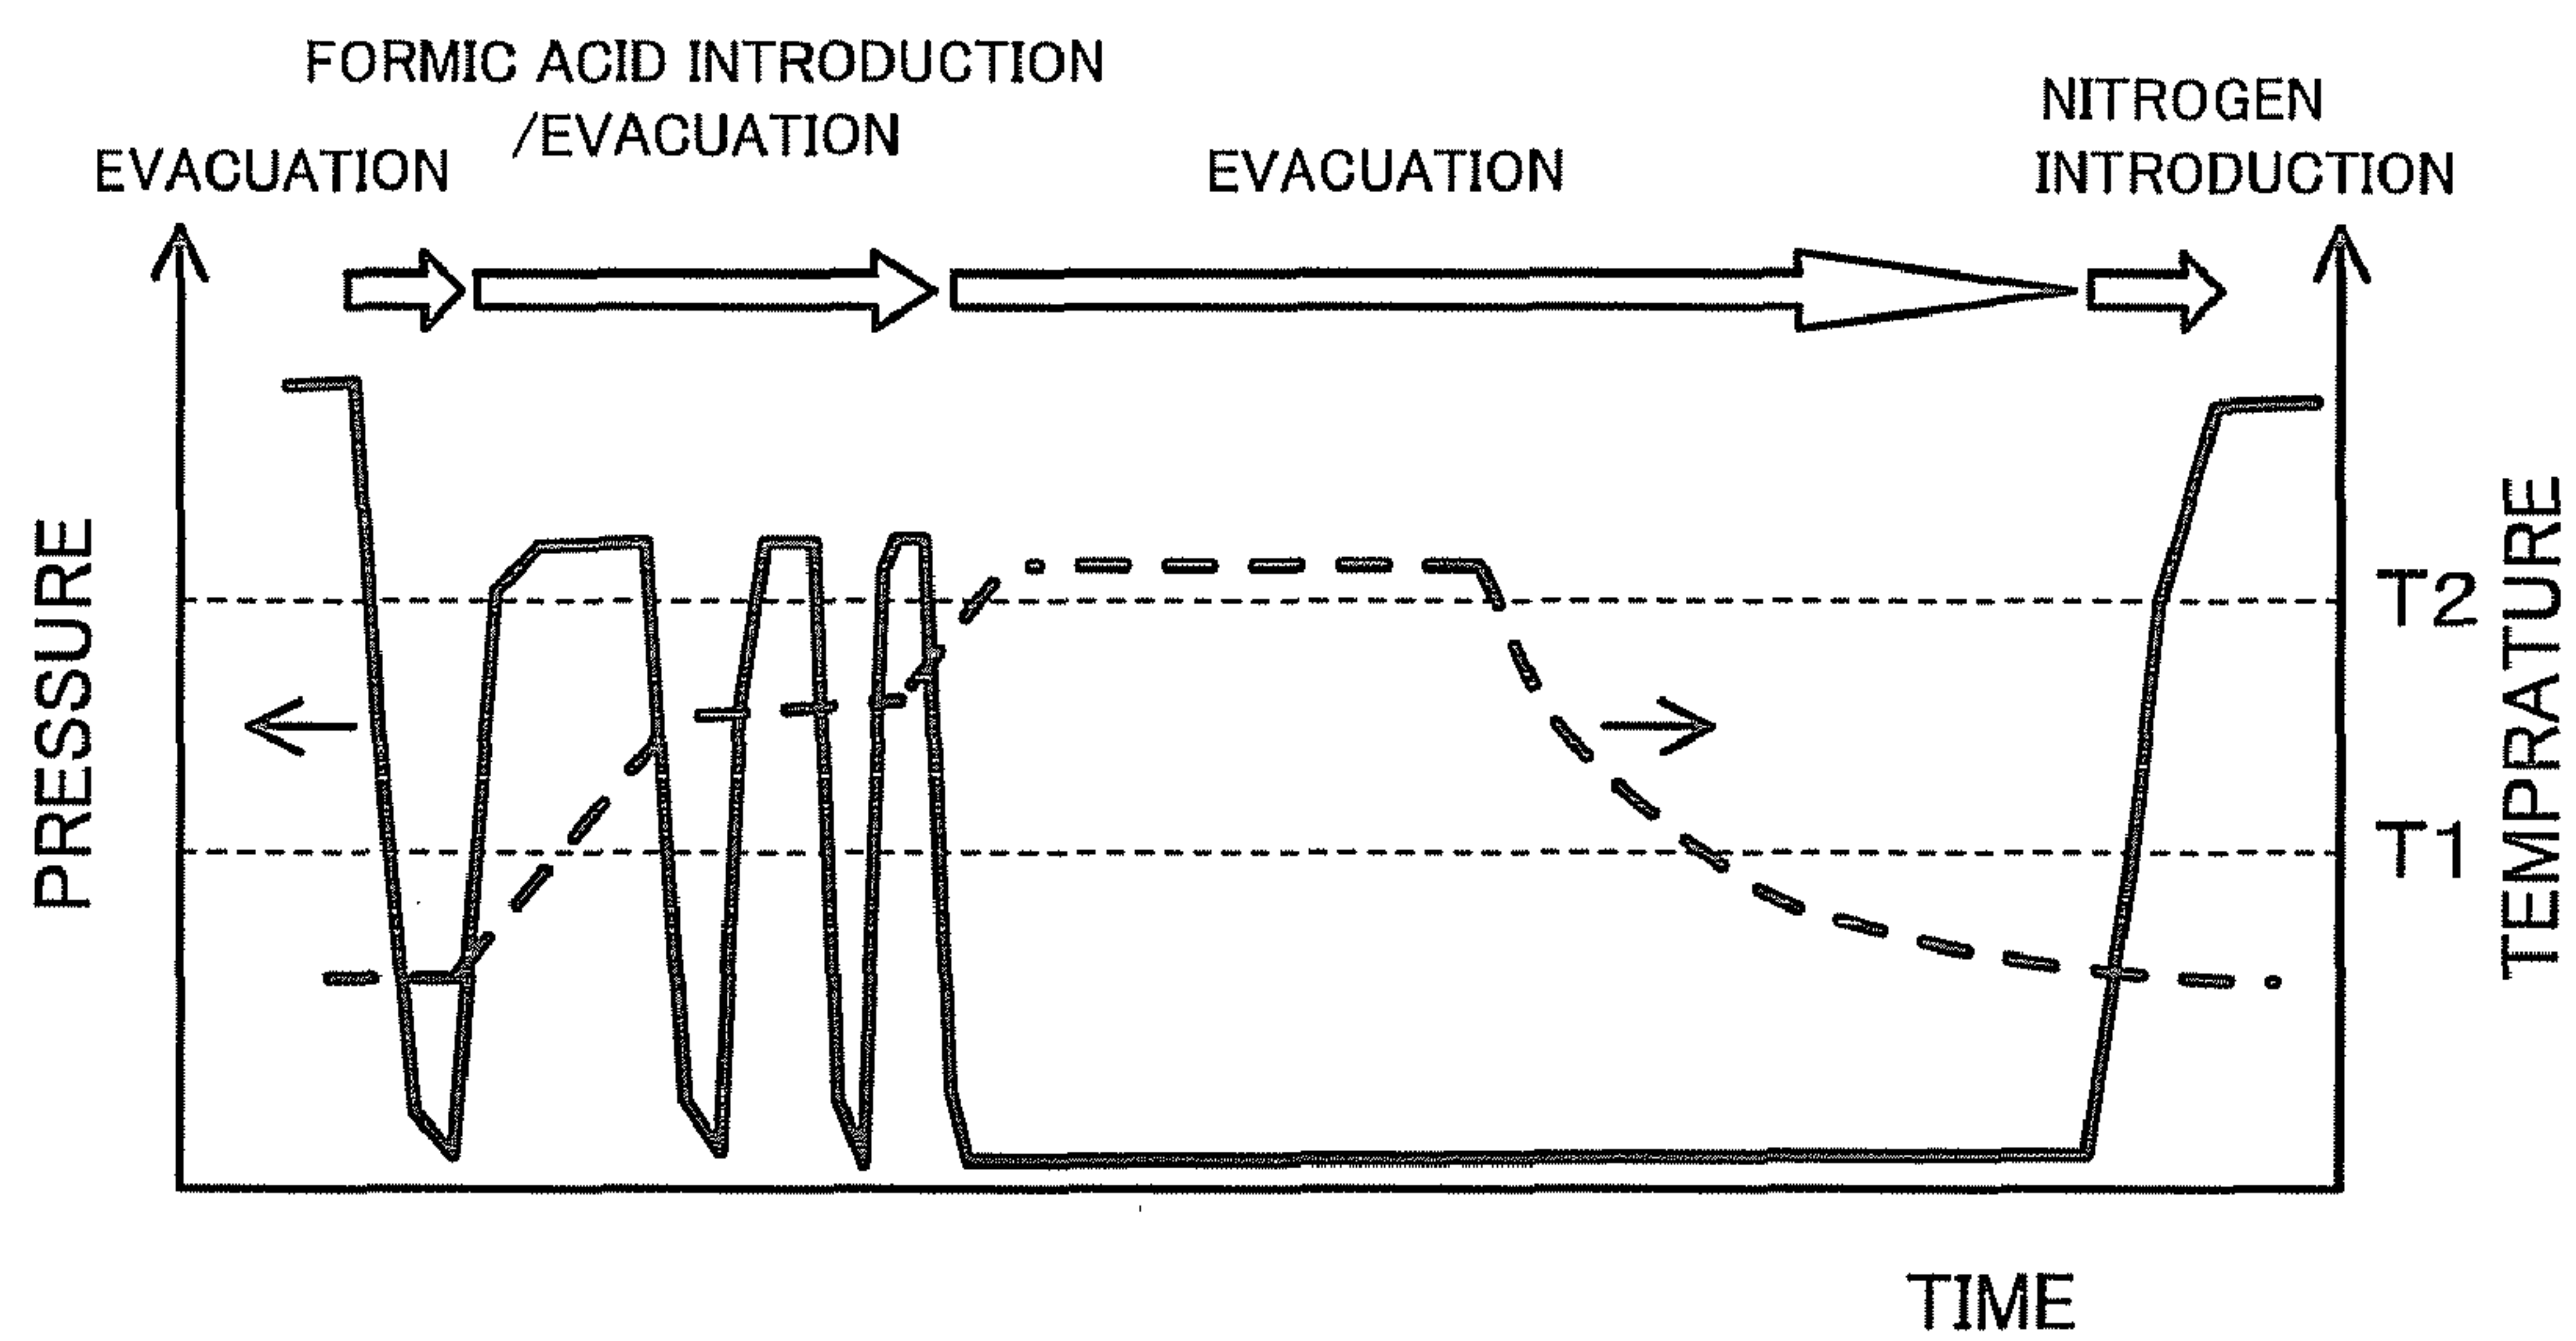 FORMIC ACID INTRODUCTION
/EVACUATION
EVACUATION
EVACUATION
NITROGEN
INTRODUCTION
PRESSURE
T2
T1
TEMPRATURE
TIME